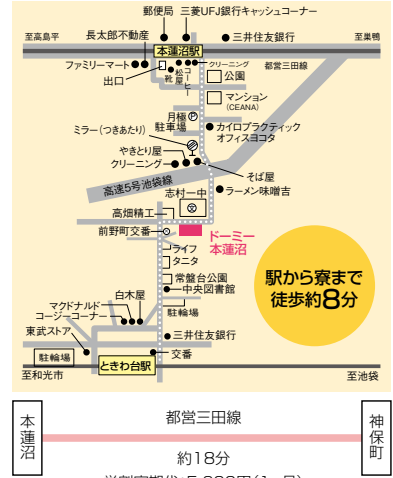 郵便局
三菱UFJ銀行キャッシュコーナー
至高島平
長太郎不動産
三井住友銀行
至巣鴨
本蓮沼駅
ファミリーマート
出口
靴
松屋
コーヒー
クリーニング
都営三田線
公園
マンション
(CEANA)
月極
駐車場
P
ミラー(つきあたり)
カイロプラクティック
オフィスヨコタ
やきとり屋
クリーニング
そば屋
高速5号池袋線
志村一中
文
ラーメン味噌吉
高畑精工
前野町交番
ドーミー
本蓮沼
ライフ
タニタ
常盤台公園
中央図書館
駅から寮まで
徒歩約8分
白木屋
マクドナルド
コージーコーナー
駐輪場
東武ストア
三井住友銀行
駐輪場
ときわ台駅
交番
至和光市
至池袋
本蓮沼
都営三田線
約18分
神保町